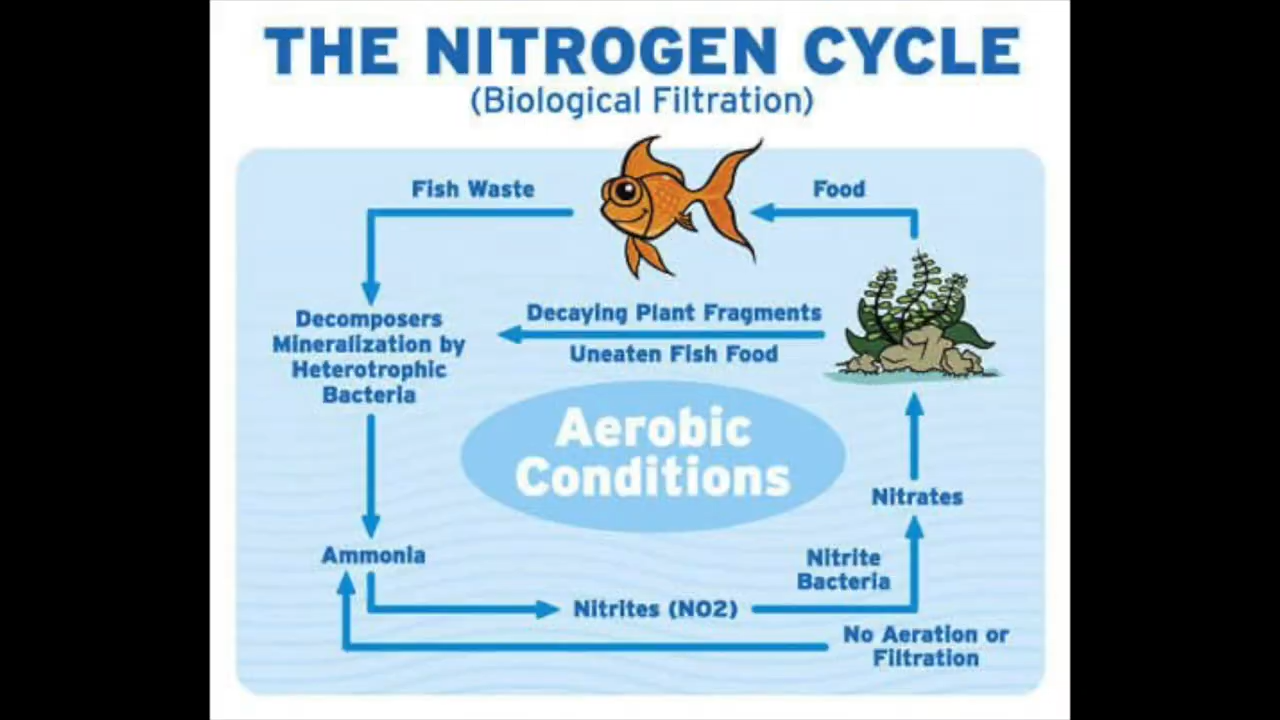 THE NITROGEN CYCLE
(Biological Filtration)
Fish Waste
Food
Decaying Plant Fragments
Uneaten Fish Food
Decomposers
Mineralization by
Heterotrophic
Bacteria
Aerobic
Conditions
Nitrates
Ammonia
Nitrite
Bacteria
Nitrites (NO2)
No Aeration or
Filtration